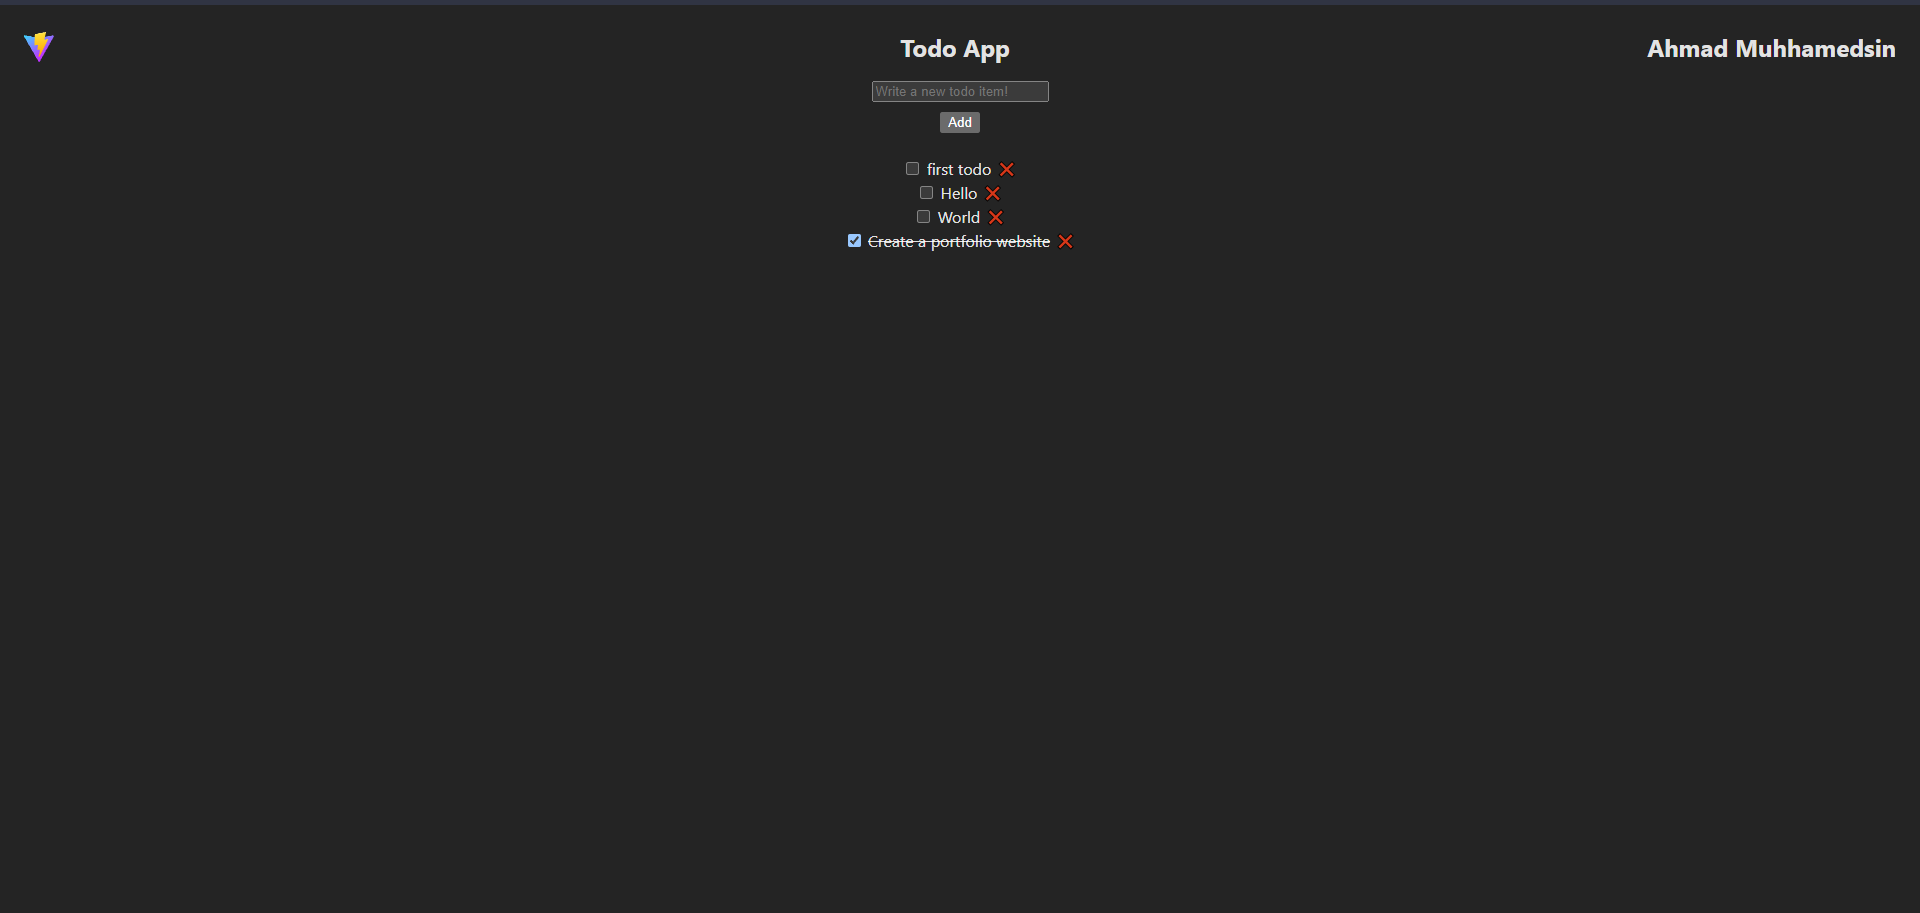 Todo App
Ahmad Muhhamedsin
Write a new todo item!
Add
first todo
Hello
World
Create a portfolio website